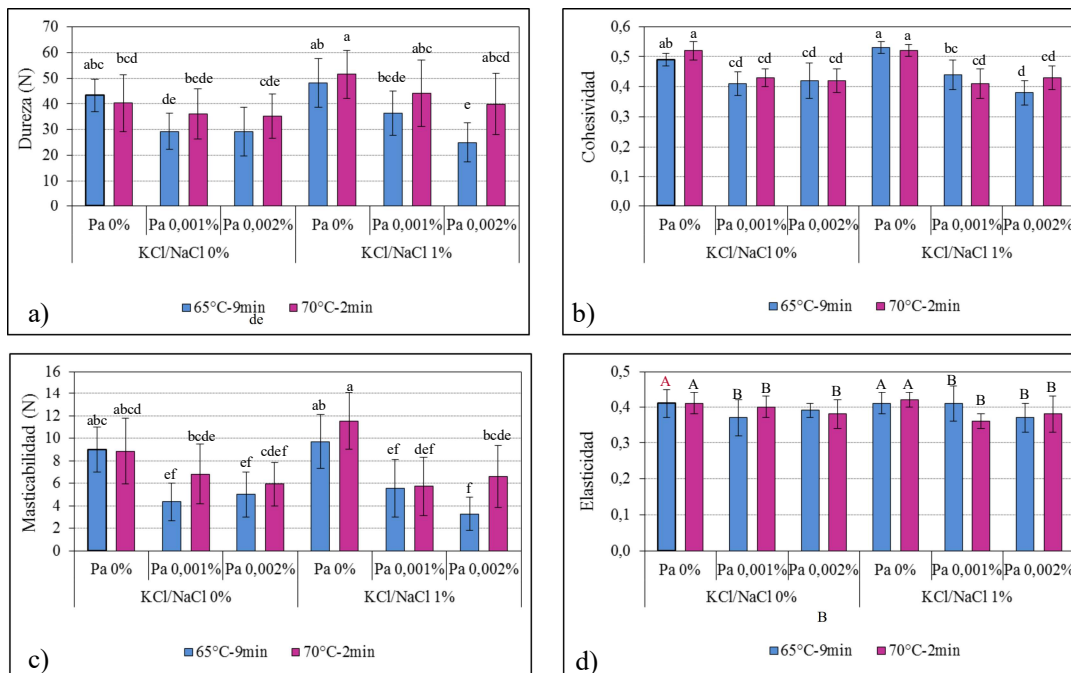 70
60
50
40
30
20
10
0
Dureza (N)
abc bcd de bcde cde ab a bcde abc e cd
Pa 0% Pa 0,001% Pa 0,002% Pa 0% Pa 0,001% Pa 0,002%
KCl/NaCl 0% KCl/NaCl 1%
65°C-9min 70°C-2min
de
a)
0,6
0,5
0,4
0,3
0,2
0,1
0,0
Cohesividad
ab a cd cd cd cd a a bc cd d cd
Pa 0% Pa 0,001% Pa 0,002% Pa 0% Pa 0,001% Pa 0,002%
KCl/NaCl 0% KCl/NaCl 1%
65°C-9min 70°C-2min
b)
16
14
12
10
8
6
4
2
0
Masticabilidad (N)
abc abcd ef bcde ef cdef ab a ef def f bcde
Pa 0% Pa 0,001% Pa 0,002% Pa 0% Pa 0,001% Pa 0,002%
KCl/NaCl 0% KCl/NaCl 1%
65°C-9min 70°C-2min
c)
0,5
0,4
0,3
0,2
0,1
0,0
Elasticidad
A A B B B A A B B B B
Pa 0% Pa 0,001% Pa 0,002% Pa 0% Pa 0,001% Pa 0,002%
KCl/NaCl 0% KCl/NaCl 1%
B
65°C-9min 70°C-2min
d)